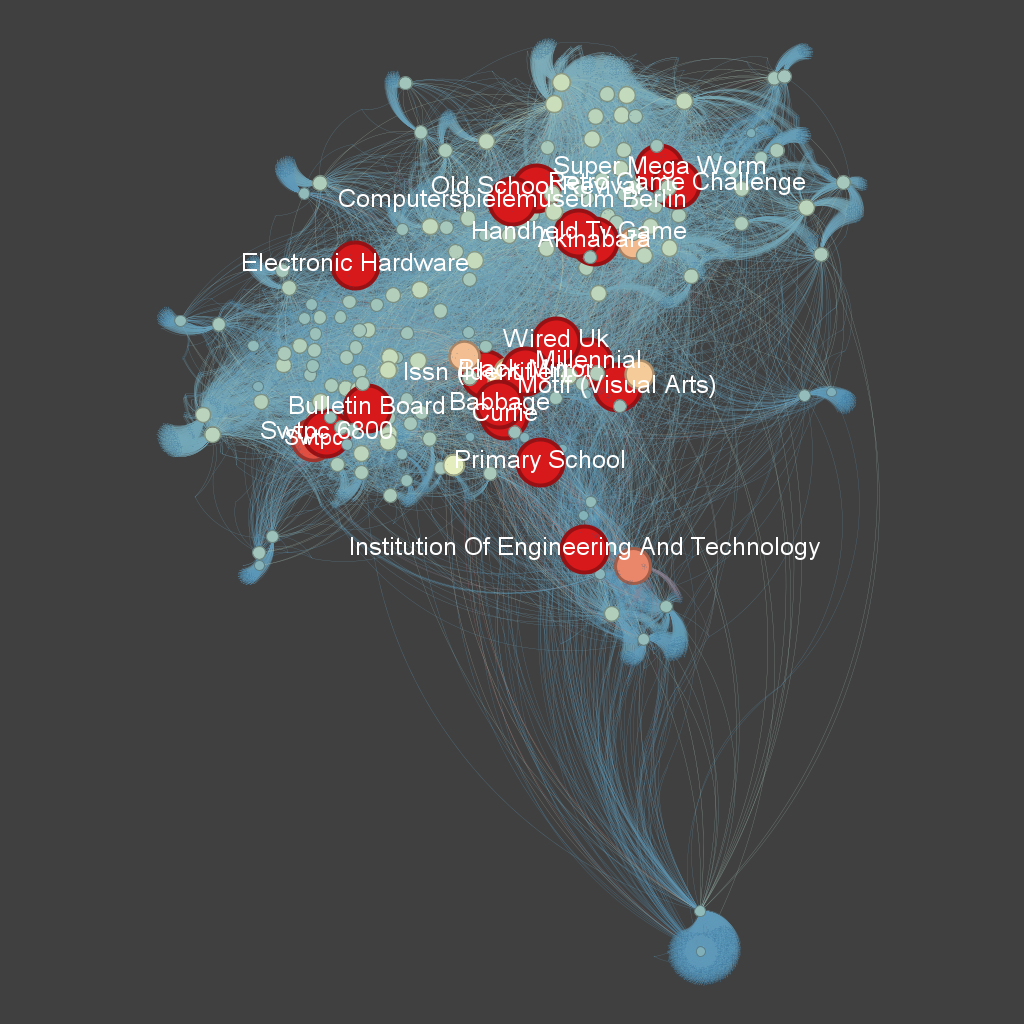 Super Mega Worm
Old School Revival
Retro Game Challenge
Computerspielemuseum Berlin
Handheld Tv Game
Akihabara
Electronic Hardware
Wired Uk
Millennial
Black Mirror
Issn (Identifier)
Motif (Visual Arts)
Babbage
Bulletin Board
Currie
Swtpc 6800
Swtpc
Primary School
Institution Of Engineering And Technology